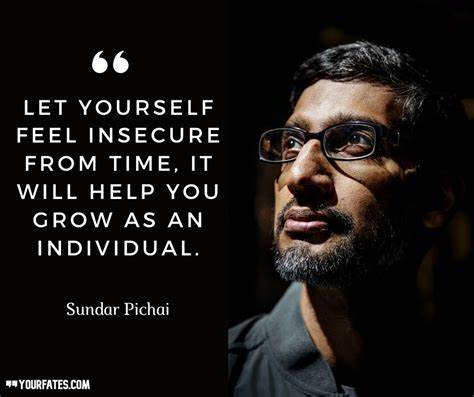 LET YOURSELF
FEEL INSECURE
FROM TIME, IT
WILL HELP YOU
GROW AS AN
INDIVIDUAL.
Sundar Pichai
YOURFATES.COM